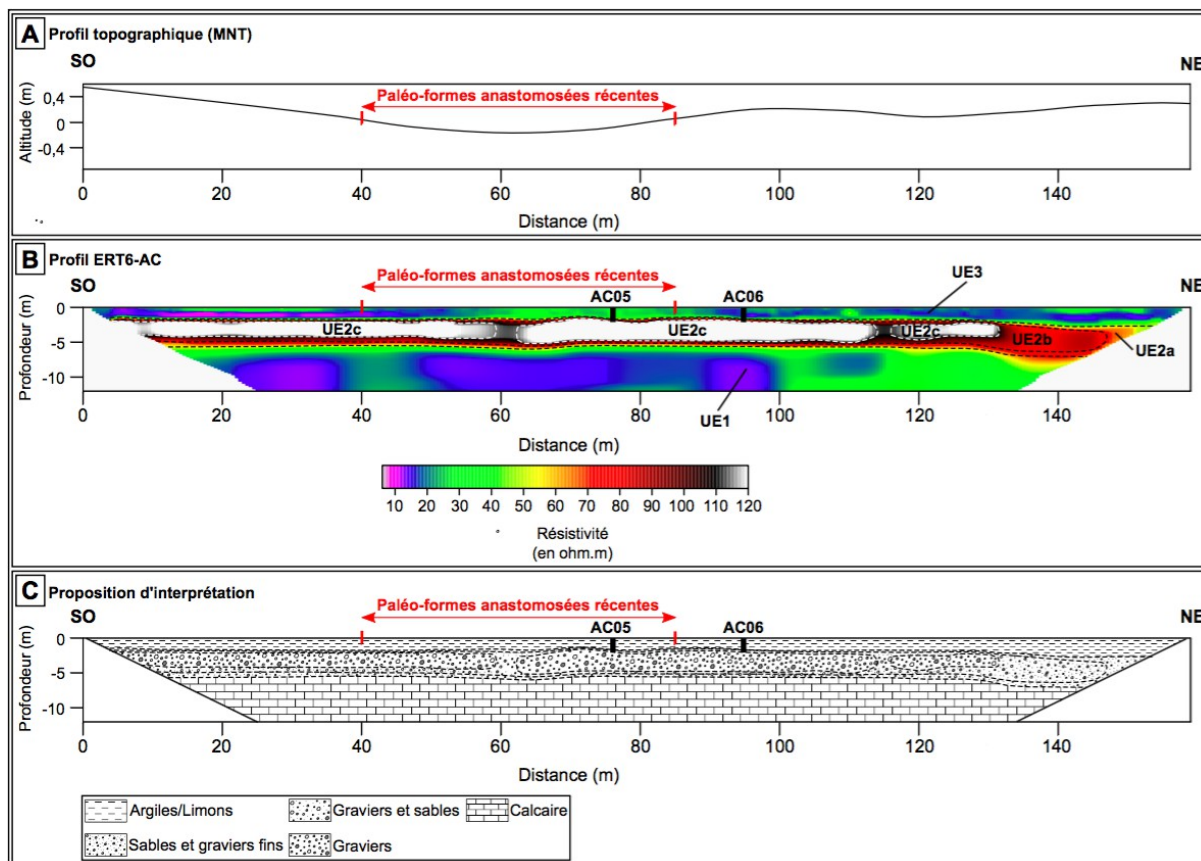 A Profil topographique (MNT)
SO NE
Paléo-formes anastomosées récentes
Altitude (m)
0,4
0
-0,4
0 20 40 60 80 100 120 140
Distance (m)
B Profil ERT6-AC
SO NE
Paléo-formes anastomosées récentes
UE3
AC05 AC06
Profondeur (m)
0
-5
-10
UE2c UE2c UE2c UE2b UE2a
UE1
0 20 40 60 80 100 120 140
Distance (m)
10 20 30 40 50 60 70 80 90 100 110 120
Résistivité
(en ohm.m)
C Proposition d'interprétation
SO NE
Paléo-formes anastomosées récentes
AC05 AC06
Profondeur (m)
0
-5
-10
0 20 40 60 80 100 120 140
Distance (m)
Argiles/Limons Graviers et sables Calcaire
Sables et graviers fins Graviers